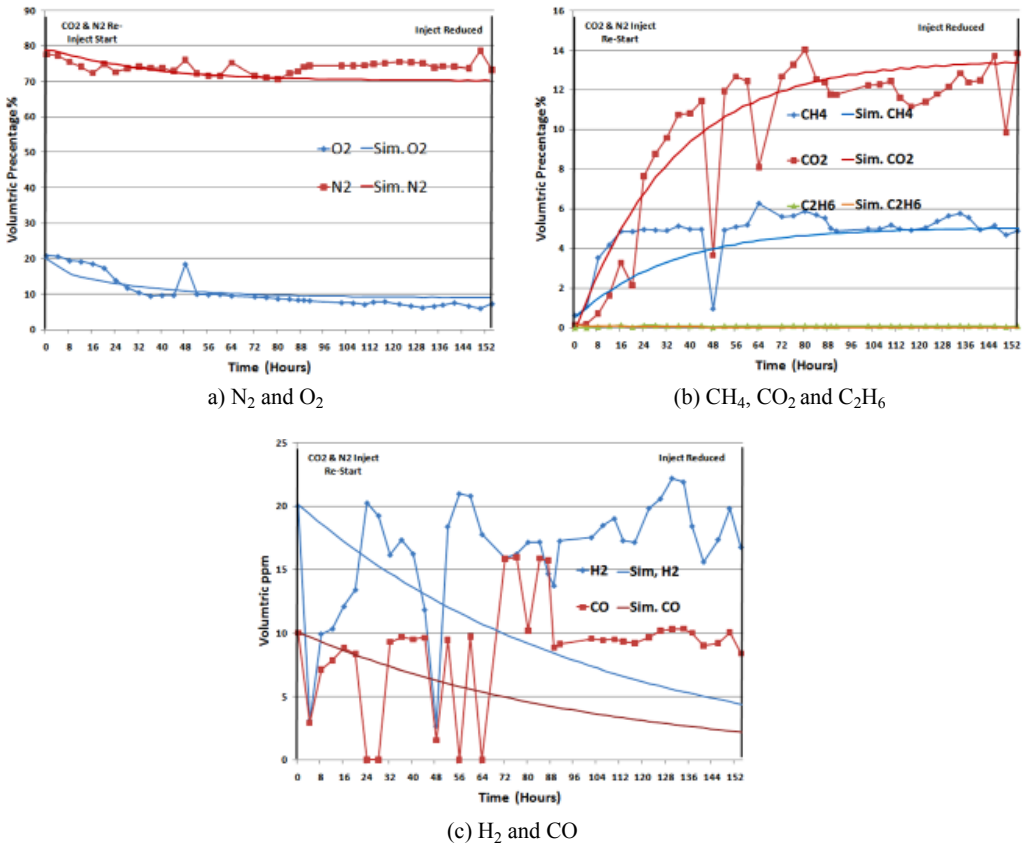 CO2 & N2 Re-
Inject Start
Inject Reduced
Volumtric Precentage%
90
80
70
60
50
40
30
20
10
0
O2
Sim. O2
N2
Sim. N2
0 8 16 24 32 40 48 56 64 72 80 88 96 104 112 120 128 136 144 152
Time (Hours)
a) N₂ and O₂
CO2 & N2 Inject
Re-Start
Inject Reduced
Volumtric Precentage%
16
14
12
10
8
6
4
2
0
CH4
Sim. CH4
CO2
Sim. CO2
C2H6
Sim. C2H6
0 8 16 24 32 40 48 56 64 72 80 88 96 104 112 120 128 136 144 152
Time (Hours)
(b) CH₄, CO₂ and C₂H₆
CO2 & N2 Inject
Re-Start
Inject Reduced
Volumtric ppm
25
20
15
10
5
0
H2
Sim, H2
CO
Sim. CO
0 8 16 24 32 40 48 56 64 72 80 88 96 104 112 120 128 136 144 152
Time (Hours)
(c) H₂ and CO